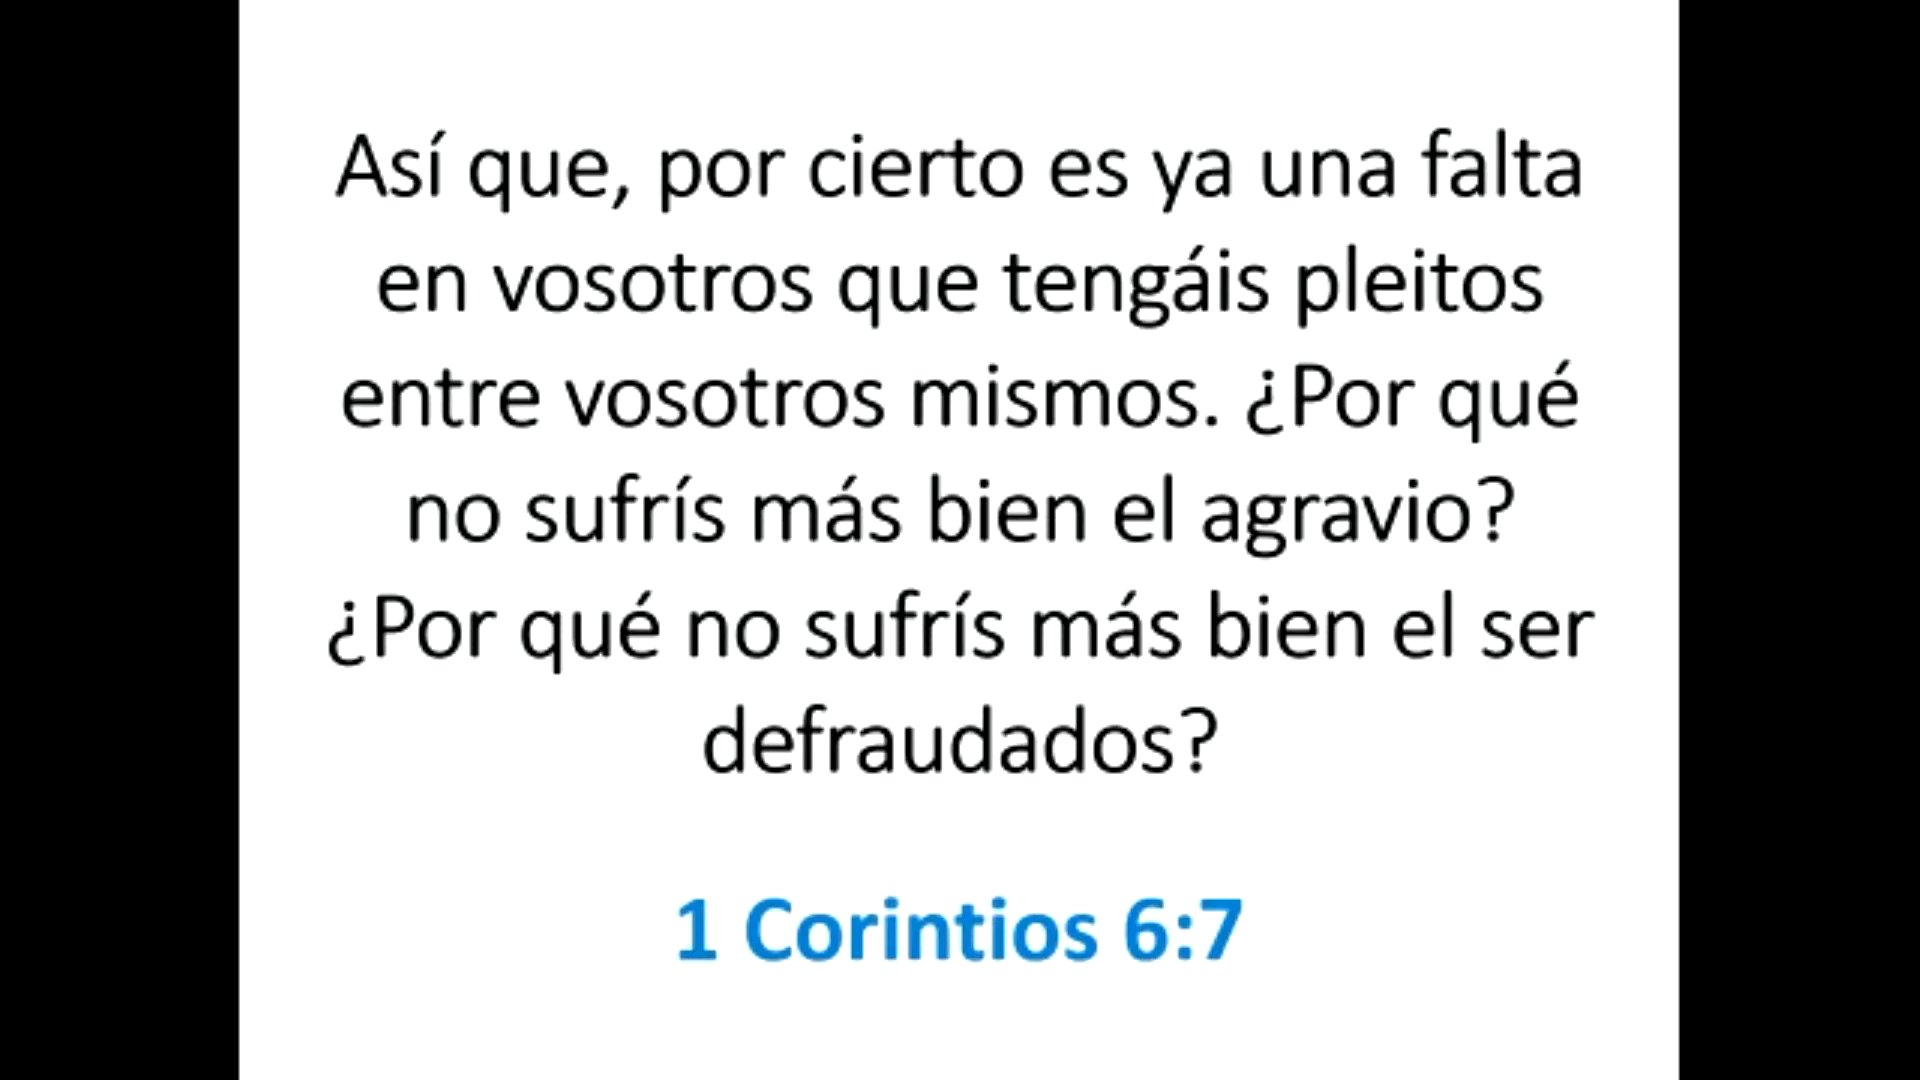 Así que, por cierto es ya una falta
en vosotros que tengáis pleitos
entre vosotros mismos. ¿Por qué
no sufrís más bien el agravio?
¿Por qué no sufrís más bien el ser
defraudados?
1 Corintios 6:7